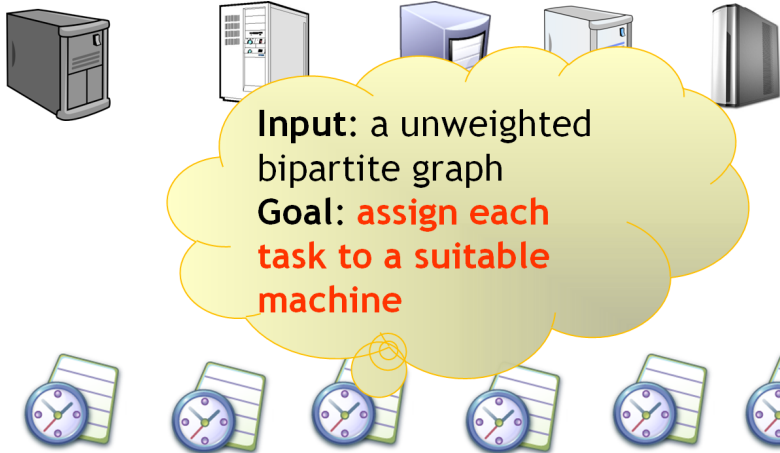 Input: a unweighted
bipartite graph
Goal: assign each
task to a suitable
machine